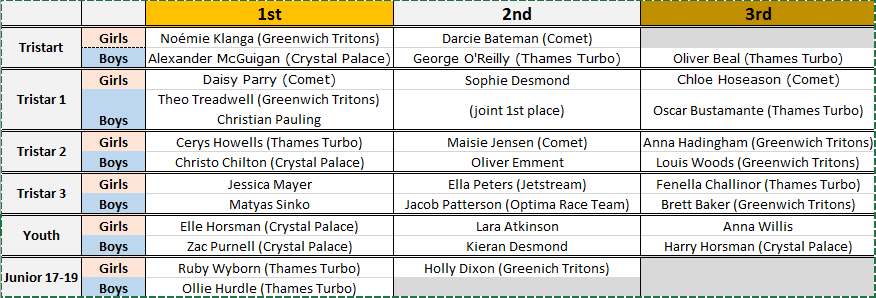 1st 2nd 3rd
Tristart Girls Noémie Klanga (Greenwich Tritons) Darcie Bateman (Comet)
Boys Alexander McGuigan (Crystal Palace) George O'Reilly (Thames Turbo) Oliver Beal (Thames Turbo)
Tristar 1 Girls Daisy Parry (Comet) Sophie Desmond Chloe Hoseason (Comet)
Boys Theo Treadwell (Greenwich Tritons)
Christian Pauling (joint 1st place) Oscar Bustamante (Thames Turbo)
Tristar 2 Girls Cerys Howells (Thames Turbo) Maisie Jensen (Comet) Anna Hadingham (Greenwich Tritons)
Boys Christo Chilton (Crystal Palace) Oliver Emment Louis Woods (Greenwich Tritons)
Tristar 3 Girls Jessica Mayer Ella Peters (Jetstream) Fenella Challinor (Thames Turbo)
Boys Matyas Sinko Jacob Patterson (Optima Race Team) Brett Baker (Greenwich Tritons)
Youth Girls Elle Horsman (Crystal Palace) Lara Atkinson Anna Willis
Boys Zac Purnell (Crystal Palace) Kieran Desmond Harry Horsman (Crystal Palace)
Junior 17-19 Girls Ruby Wyborn (Thames Turbo) Holly Dixon (Greenich Tritons)
Boys Ollie Hurdle (Thames Turbo)